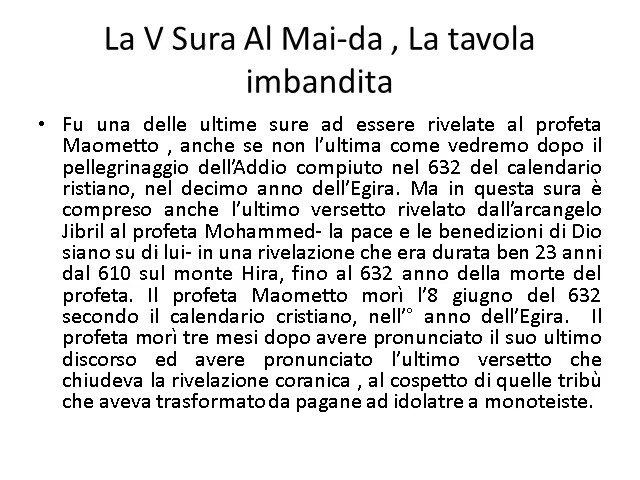 La V Sura Al Mai-da , La tavola
imbandita
• Fu una delle ultime sure ad essere rivelate al profeta
Maometto , anche se non l’ultima come vedremo dopo il
pellegrinaggio dell’Addio compiuto nel 632 del calendario
ristiano, nel decimo anno dell’Egira. Ma in questa sura è
compreso anche l’ultimo versetto rivelato dall’arcangelo
Jibril al profeta Mohammed- la pace e le benedizioni di Dio
siano su di lui- in una rivelazione che era durata ben 23 anni
dal 610 sul monte Hira, fino al 632 anno della morte del
profeta. Il profeta Maometto morì l’8 giugno del 632
secondo il calendario cristiano, nell’° anno dell’Egira. Il
profeta morì tre mesi dopo avere pronunciato il suo ultimo
discorso ed avere pronunciato l’ultimo versetto che
chiudeva la rivelazione coranica , al cospetto di quelle tribù
che aveva trasformato da pagane ad idolatre a monoteiste.